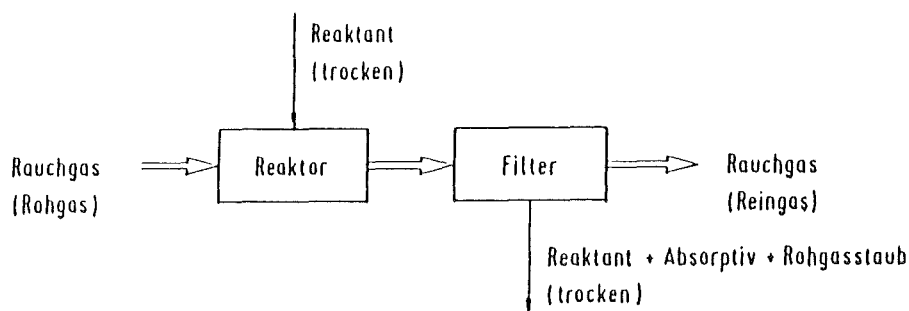 Reaktant
(trocken)
Rauchgas
(Rohgas)
Reaktor
Filter
Rauchgas
(Reingas)
Reaktant + Absorptiv + Rohgasstaub
(trocken)